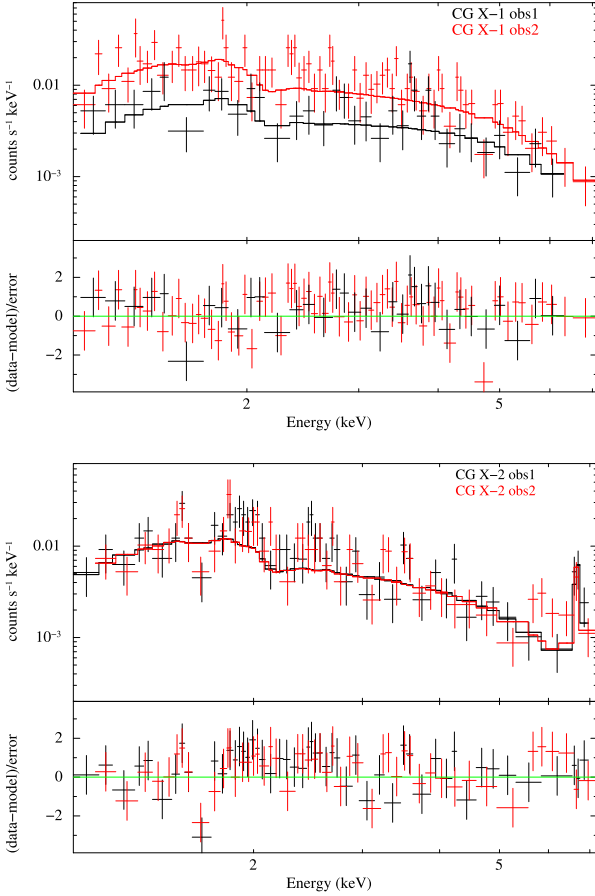 CG X−1 obs1
CG X−1 obs2
counts s⁻¹ keV⁻¹
0.01
10⁻³
(data−model)/error
2
0
−2
2
5
Energy (keV)
CG X−2 obs1
CG X−2 obs2
counts s⁻¹ keV⁻¹
0.01
10⁻³
(data−model)/error
2
0
−2
2
5
Energy (keV)